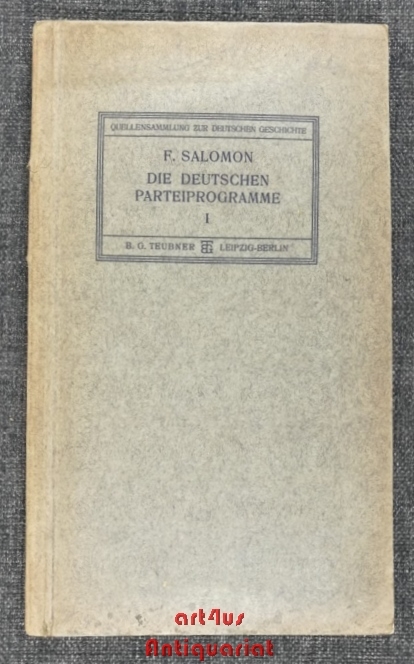 QUELLENSAMMLUNG ZUR DEUTSCHEN GESCHICHTE
F. SALOMON
DIE DEUTSCHEN
PARTEIPROGRAMME
I
B. G. TEUBNER LEIPZIG-BERLIN
art4us
Antiquariat